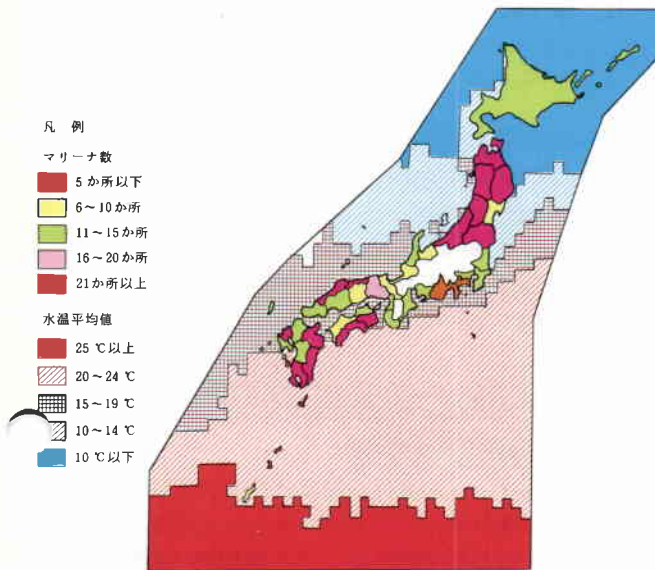 凡 例
マリーナ数
5か所以下
6〜10か所
11〜15か所
16〜20か所
21か所以上
水温平均値
25℃以上
20〜24℃
15〜19℃
10〜14℃
10℃以下